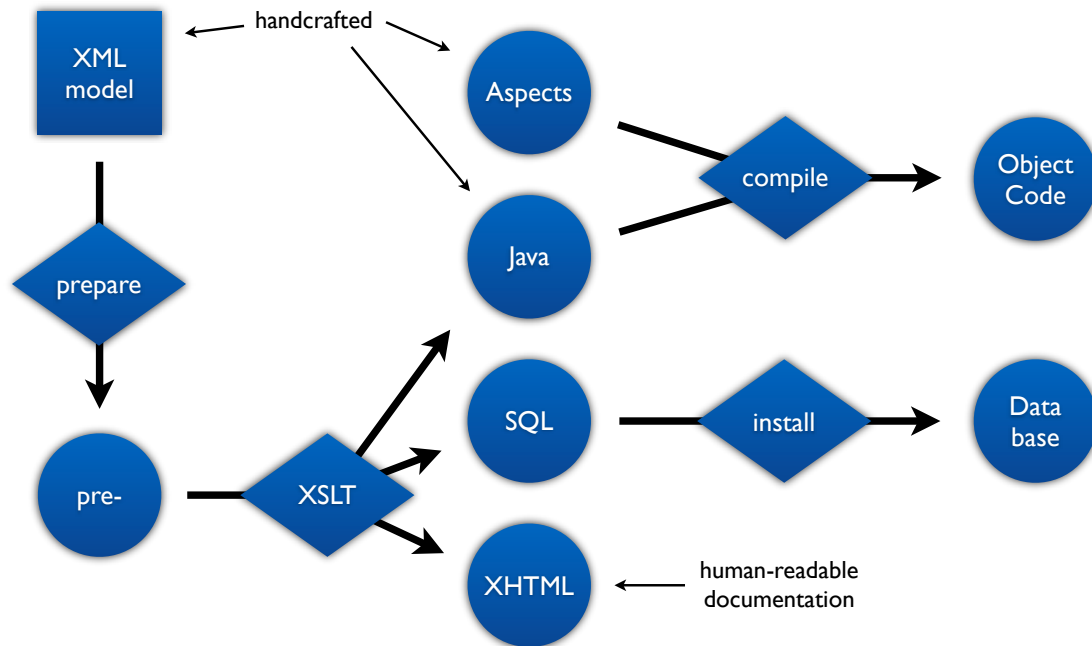 handcrafted
XML
model
Aspects
compile
Object
Code
Java
prepare
SQL
install
Data
base
pre-
XSLT
XHTML
human-readable
documentation